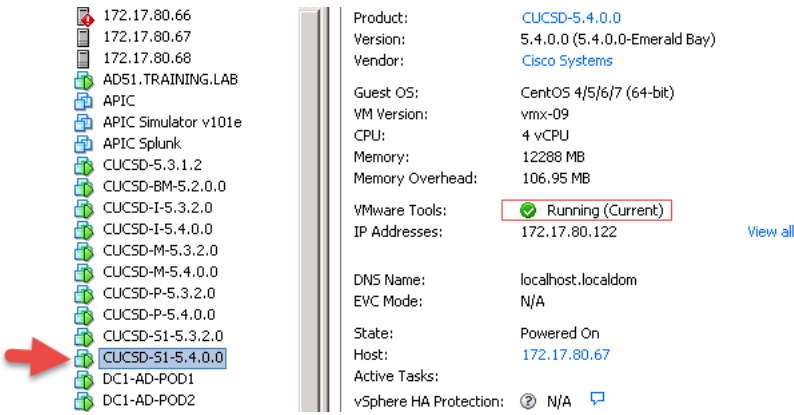 172.17.80.66
172.17.80.67
172.17.80.68
AD51.TRAINING.LAB
APIC
APIC Simulator v101e
APIC Splunk
CUCSD-5.3.1.2
CUCSD-BM-5.2.0.0
CUCSD-I-5.3.2.0
CUCSD-I-5.4.0.0
CUCSD-M-5.3.2.0
CUCSD-M-5.4.0.0
CUCSD-P-5.3.2.0
CUCSD-P-5.4.0.0
CUCSD-S1-5.3.2.0
CUCSD-S1-5.4.0.0
DC1-AD-POD1
DC1-AD-POD2
Product: CUCSD-5.4.0.0
Version: 5.4.0.0 (5.4.0.0-Emerald Bay)
Vendor: Cisco Systems
Guest OS: CentOS 4/5/6/7 (64-bit)
VM Version: vmx-09
CPU: 4 vCPU
Memory: 12288 MB
Memory Overhead: 106.95 MB
VMware Tools: Running (Current)
IP Addresses: 172.17.80.122 View all
DNS Name: localhost.localdom
EVC Mode: N/A
State: Powered On
Host: 172.17.80.67
Active Tasks:
vSphere HA Protection: N/A